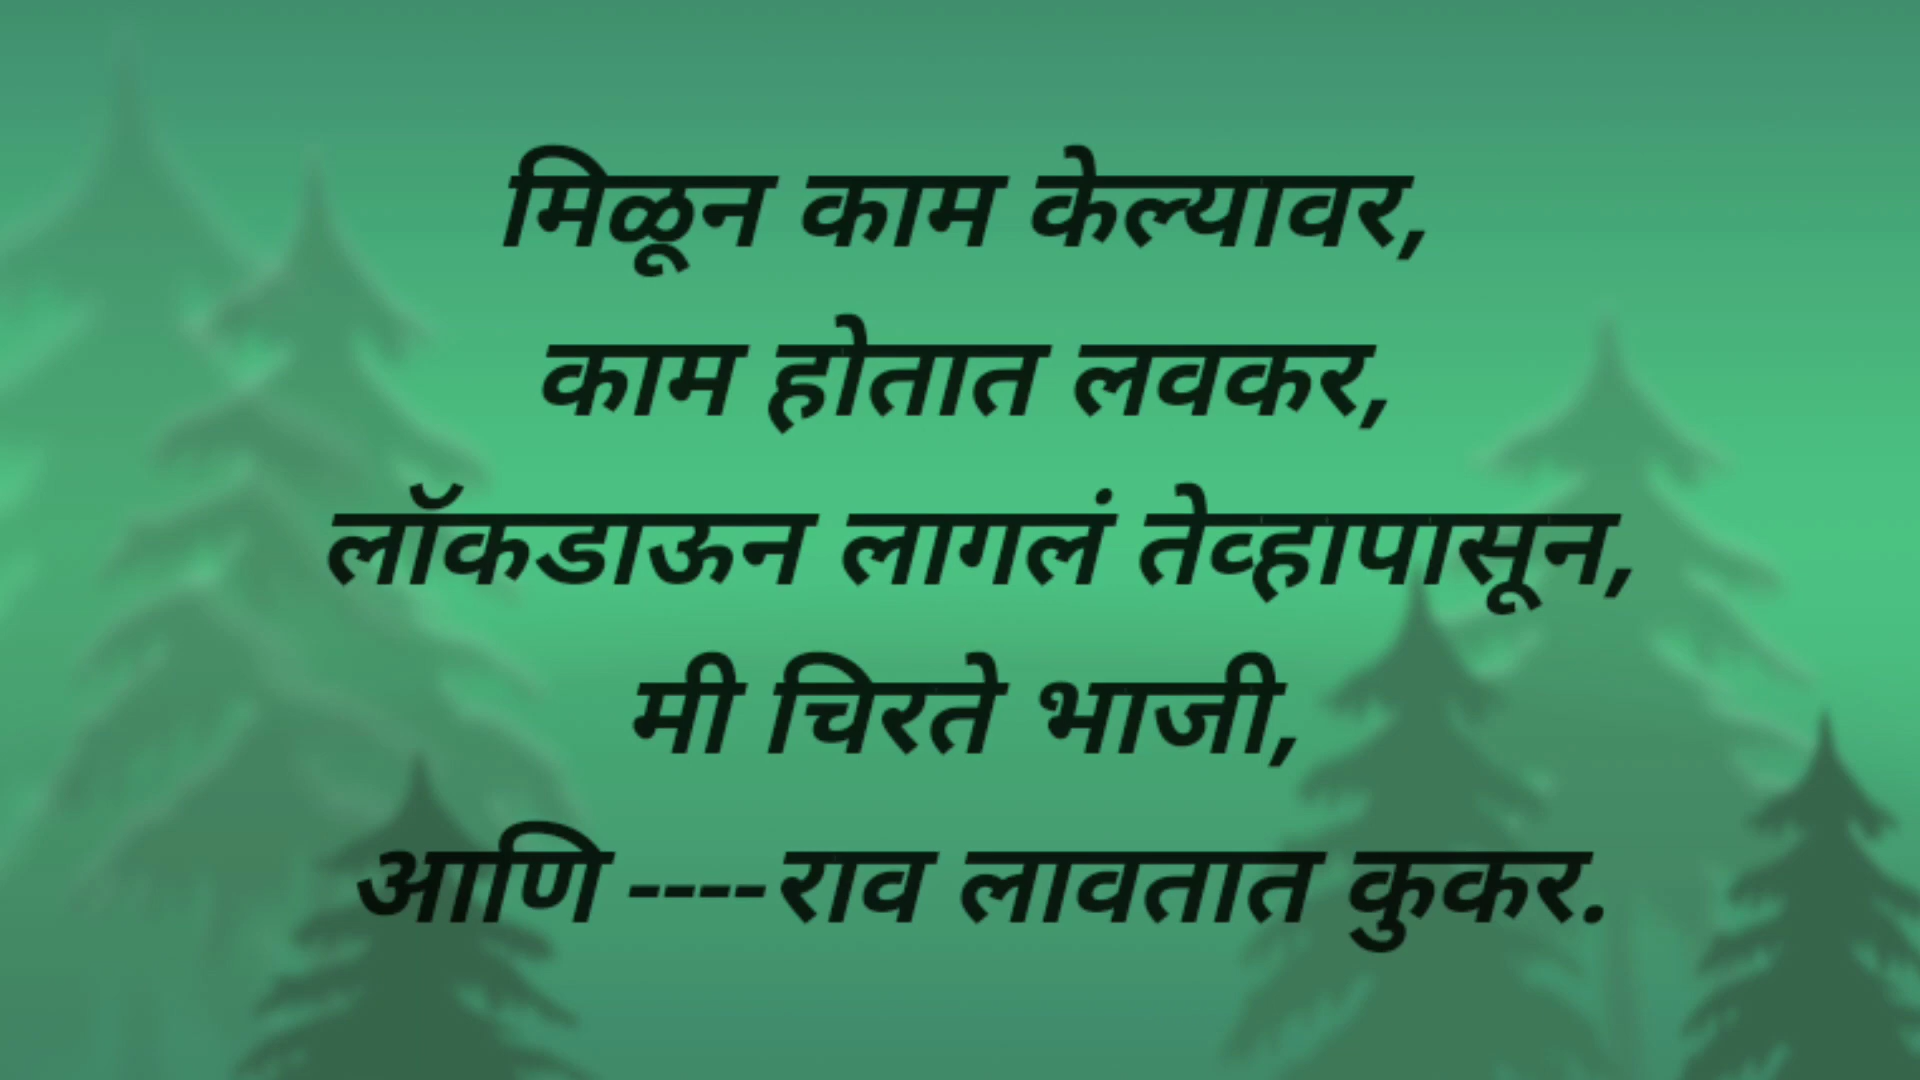 मिळून काम केल्यावर,
काम होतात लवकर,
लॉकडाऊन लागलं तेव्हापासून,
मी चिरते भाजी,
आणि ----राव लावतात कुकर.